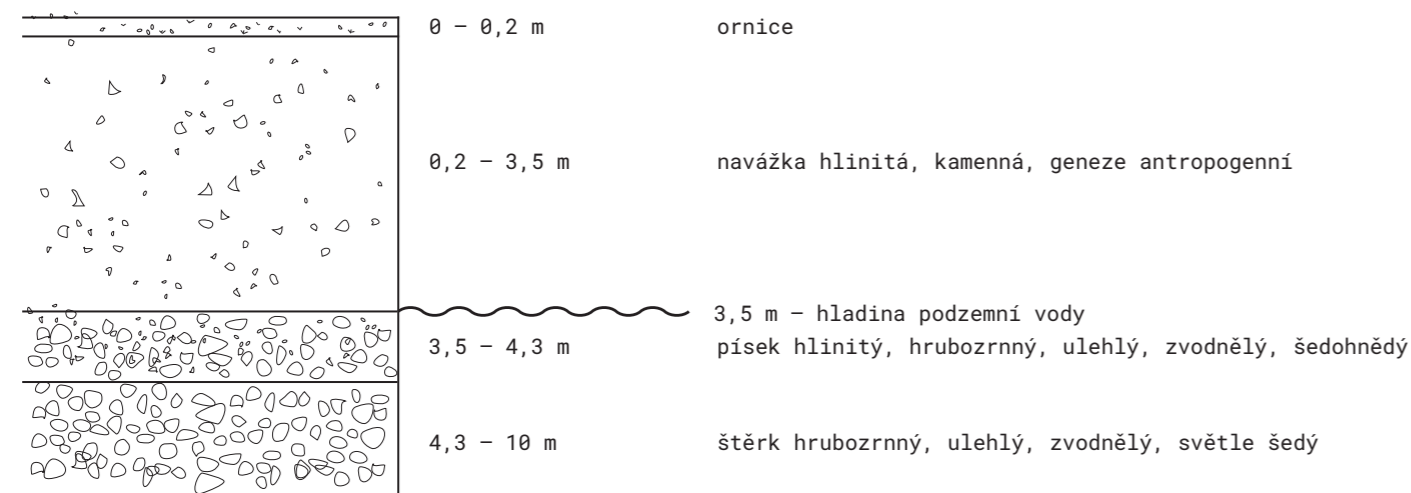 0 – 0,2 m ornice
0,2 – 3,5 m navážka hlinitá, kamenná, geneze antropogenní
3,5 m – hladina podzemní vody
3,5 – 4,3 m písek hlinitý, hrubozrnný, ulehlý, zvodnělý, šedohnědý
4,3 – 10 m štěrk hrubozrnný, ulehlý, zvodnělý, světle šedý